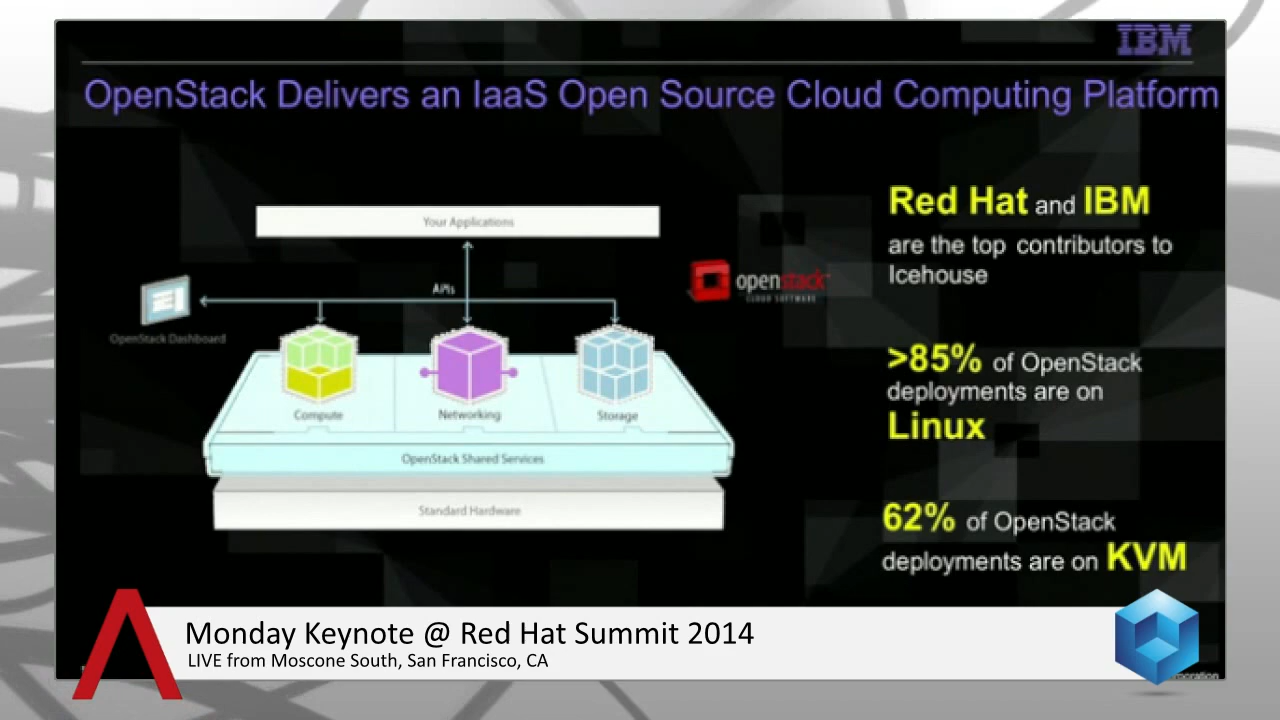 IBM
OpenStack Delivers an IaaS Open Source Cloud Computing Platform
Your Applications
APIs
OpenStack Dashboard
openstack
CLOUD SOFTWARE
Compute
Networking
Storage
OpenStack Shared Services
Standard Hardware
Red Hat and IBM
are the top contributors to
Icehouse
>85% of OpenStack
deployments are on
Linux
62% of OpenStack
deployments are on KVM
Monday Keynote @ Red Hat Summit 2014
LIVE from Moscone South, San Francisco, CA